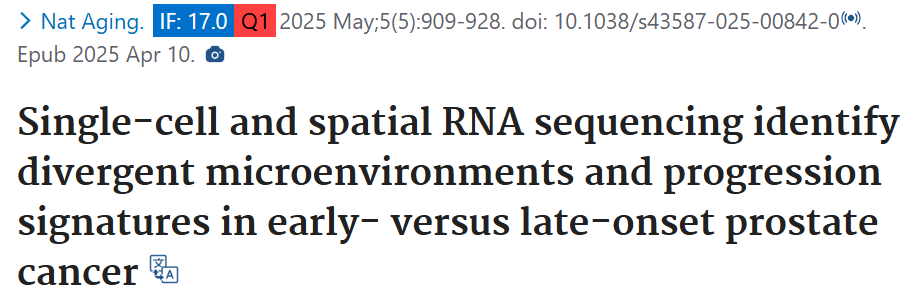 > Nat Aging. IF: 17.0 Q1 2025 May;5(5):909-928. doi: 10.1038/s43587-025-00842-0.
Epub 2025 Apr 10.
Single-cell and spatial RNA sequencing identify
divergent microenvironments and progression
signatures in early- versus late-onset prostate
cancer 文A